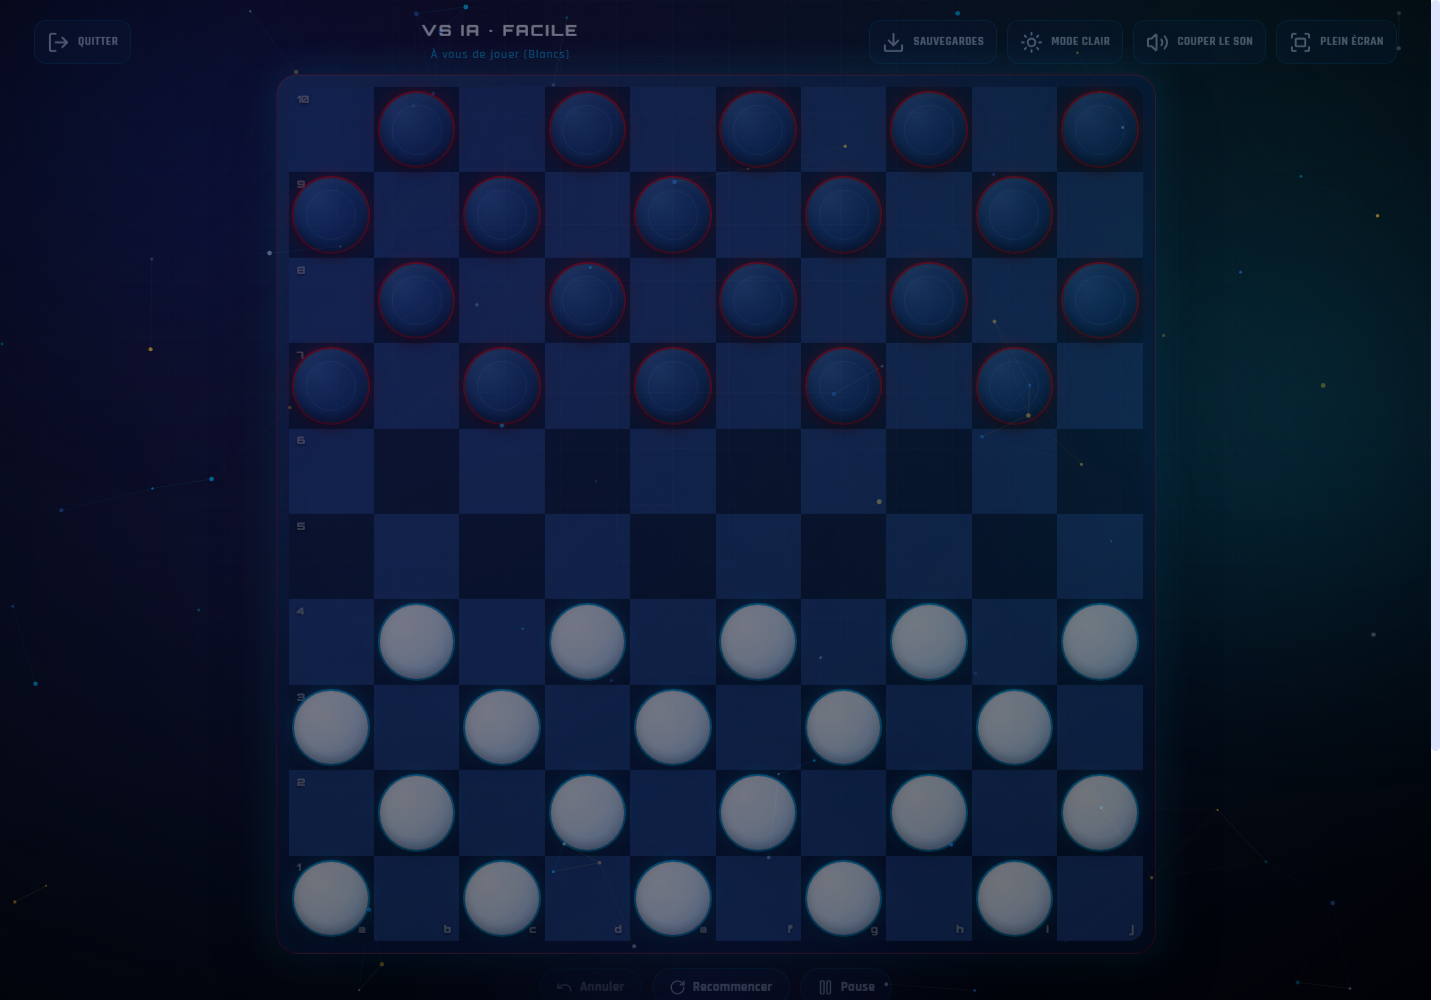 QUITTER
VS IA · FACILE
À vous de jouer (Blancs)
SAUVEGARDES
MODE CLAIR
COUPER LE SON
PLEIN ÉCRAN
10
9
8
7
6
5
4
3
2
1
a b c d e f g h i j
Annuler
Recommencer
Pause